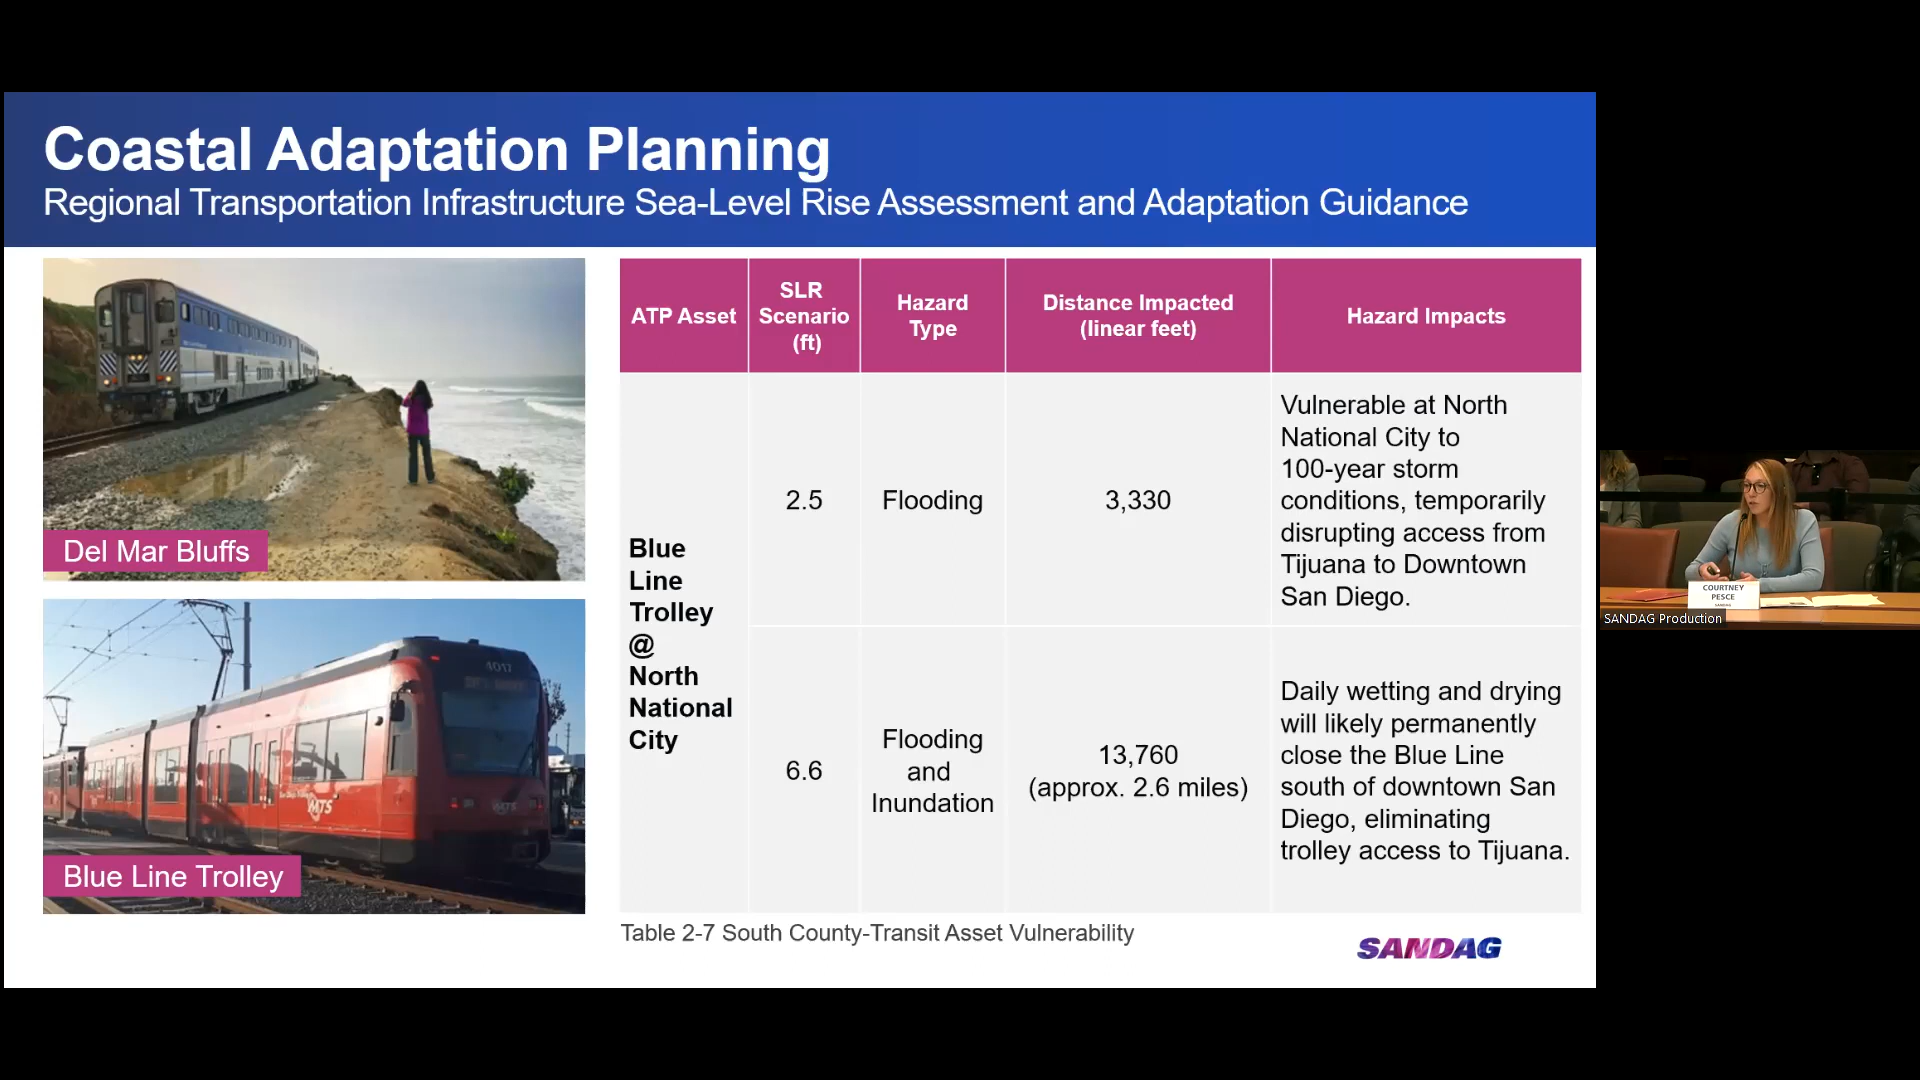 Coastal Adaptation Planning
Regional Transportation Infrastructure Sea-Level Rise Assessment and Adaptation Guidance
Del Mar Bluffs
4017
MTS
MTS
Blue Line Trolley
ATP Asset
SLR
Scenario
(ft)
Hazard
Type
Distance Impacted
(linear feet)
Hazard Impacts
Blue
Line
Trolley
@
North
National
City
2.5
Flooding
3,330
Vulnerable at North
National City to
100-year storm
conditions, temporarily
disrupting access from
Tijuana to Downtown
San Diego.
6.6
Flooding
and
Inundation
13,760
(approx. 2.6 miles)
Daily wetting and drying
will likely permanently
close the Blue Line
south of downtown San
Diego, eliminating
trolley access to Tijuana.
Table 2-7 South County-Transit Asset Vulnerability
SANDAG
COURTNEY
PESCE
SANDAG Production